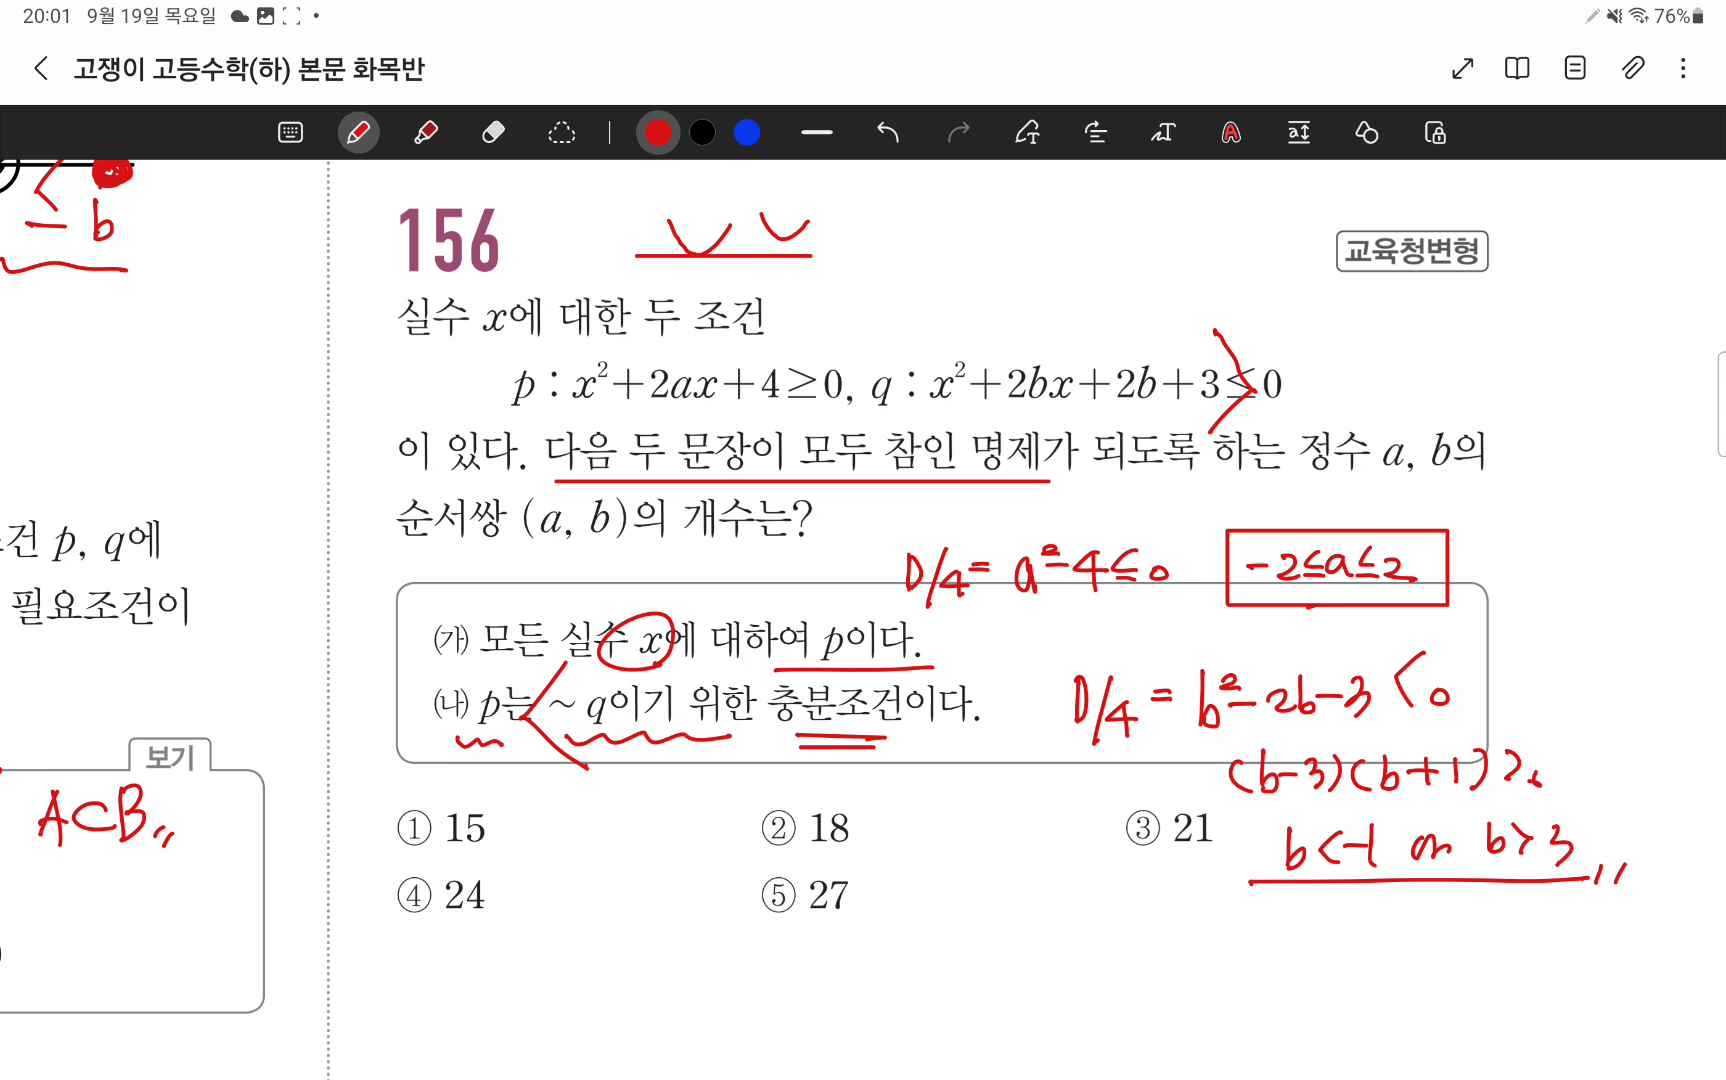 20:01 9월 19일 목요일 76%
고쟁이 고등수학(하) 본문 화목반
≤ b
156
교육청변형
실수 x에 대한 두 조건
p : x²+2ax+4≥0, q : x²+2bx+2b+3≤0
이 있다. 다음 두 문장이 모두 참인 명제가 되도록 하는 정수 a, b의
순서쌍 (a, b)의 개수는?
D/4 = a²-4≤0 -2≤a≤2
(가) 모든 실수 x에 대하여 p이다.
(나) p는 ~q이기 위한 충분조건이다.
D/4 = b²-2b-3<0
(b-3)(b+1)>0
b<-1 or b>3
① 15 ② 18 ③ 21
④ 24 ⑤ 27
건 p, q에
필요조건이
보기
A⊂B